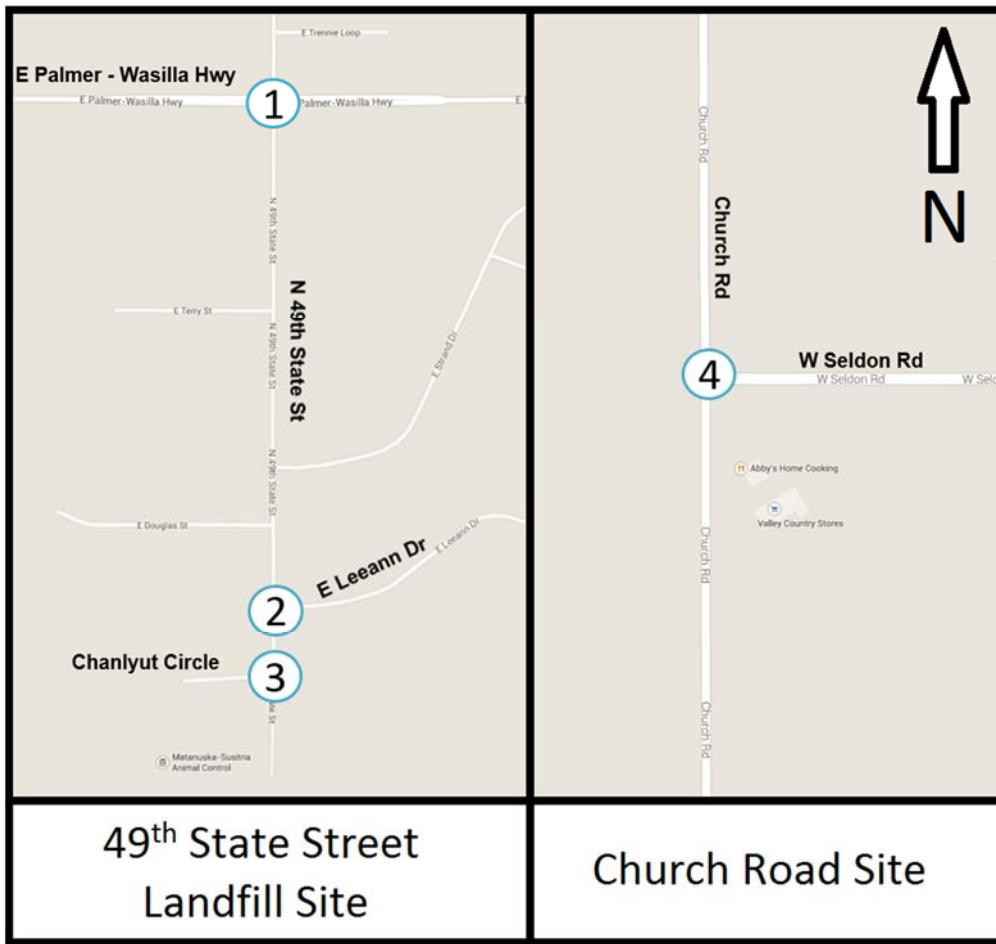 E Trennie Loop
E Palmer - Wasilla Hwy
E Palmer-Wasilla Hwy
1
Palmer-Wasilla Hwy
E
N 49th State St
N 49th State St
E Terry St
N 49th State St
E Strand Dr
N 49th State St
E Douglas St
E Leeann Dr
E Leeann Dr
2
Chanlyut Circle
3
te St
Matanuska-Susitna
Animal Control
49th State Street
Landfill Site
N
Church Rd
Church Rd
4
W Seldon Rd
W Seldon Rd
W Seld
Abby's Home Cooking
Valley Country Stores
Church Rd
Church Rd
Church Road Site